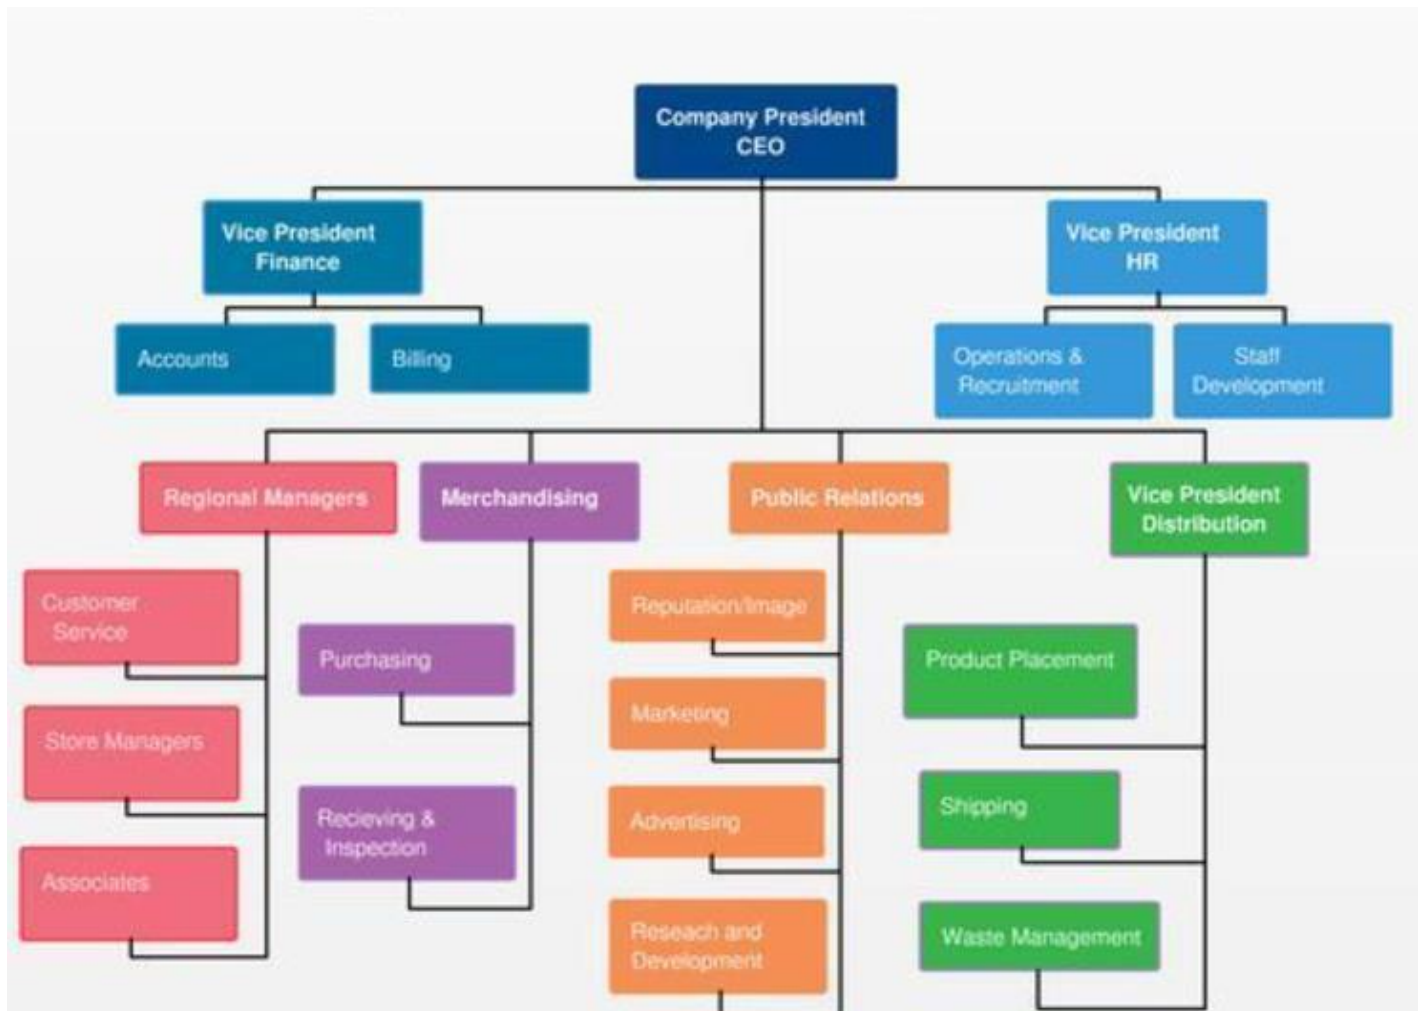 Company President
CEO
Vice President
Finance
Vice President
HR
Accounts
Billing
Operations &
Recruitment
Staff
Development
Regional Managers
Merchandising
Public Relations
Vice President
Distribution
Customer
Service
Store Managers
Associates
Purchasing
Recieving &
Inspection
Reputation/Image
Marketing
Advertising
Reseach and
Development
Product Placement
Shipping
Waste Management